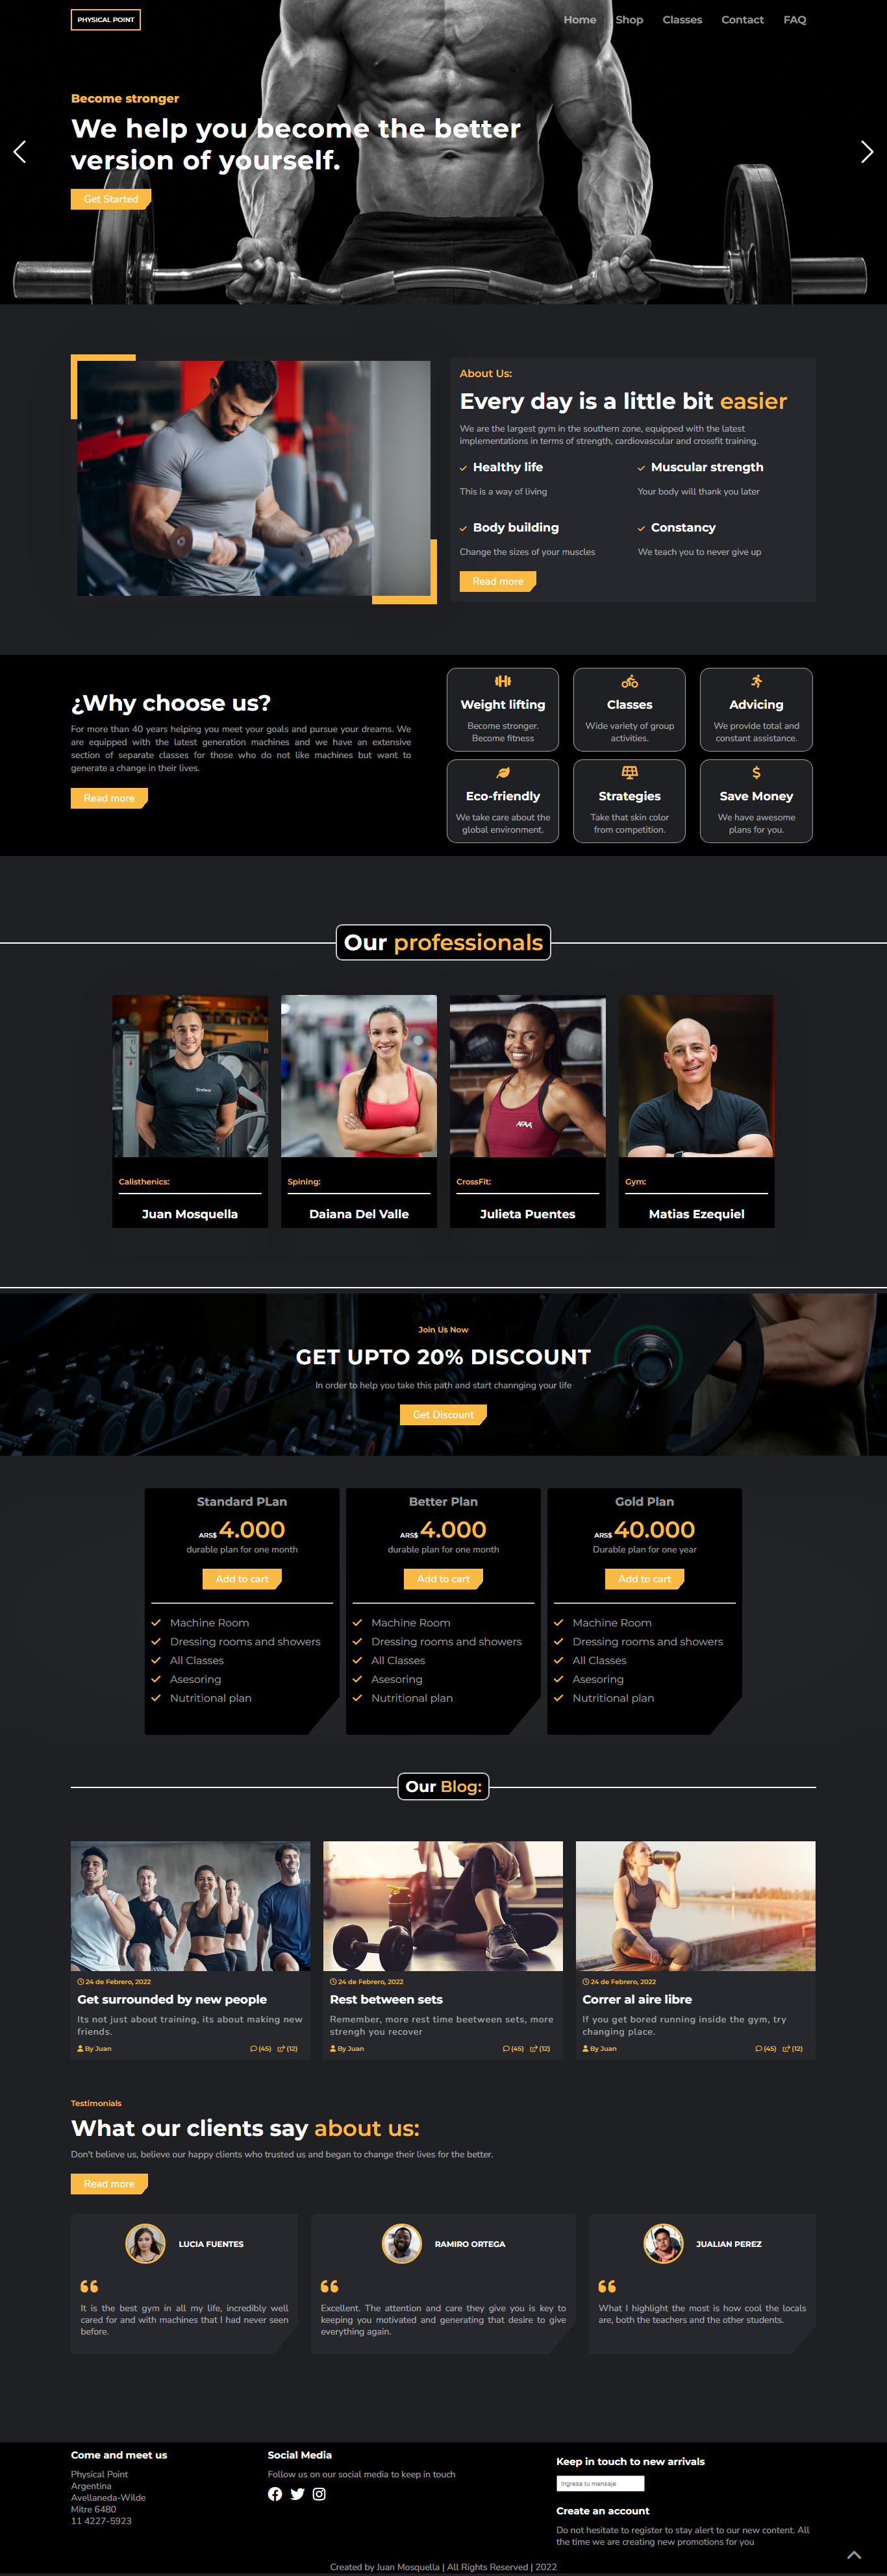 PHYSICAL POINT
Home Shop Classes Contact FAQ
Become stronger
We help you become the better
version of yourself.
Get Started
About Us:
Every day is a little bit easier
We are the largest gym in the southern zone, equipped with the latest
implementations in terms of strength, cardiovascular and crossfit training.
Healthy life
This is a way of living
Muscular strength
Your body will thank you later
Body building
Change the sizes of your muscles
Constancy
We teach you to never give up
Read more
¿Why choose us?
For more than 40 years helping you meet your goals and pursue your dreams. We
are equipped with the latest generation machines and we have an extensive
section of separate classes for those who do not like machines but want to
generate a change in their lives.
Read more
Weight lifting
Become stronger.
Become fitness
Classes
Wide variety of group
activities.
Advicing
We provide total and
constant assistance.
Eco-friendly
We take care about the
global environment.
Strategies
Take that skin color
from competition.
Save Money
We have awesome
plans for you.
Our professionals
Calisthenics:
Juan Mosquella
Spining:
Daiana Del Valle
CrossFit:
Julieta Puentes
Gym:
Matias Ezequiel
Join Us Now
GET UPTO 20% DISCOUNT
In order to help you take this path and start channging your life
Get Discount
Standard PLan
ARS$ 4.000
durable plan for one month
Add to cart
Machine Room
Dressing rooms and showers
All Classes
Asesoring
Nutritional plan
Better Plan
ARS$ 4.000
durable plan for one month
Add to cart
Machine Room
Dressing rooms and showers
All Classes
Asesoring
Nutritional plan
Gold Plan
ARS$ 40.000
Durable plan for one year
Add to cart
Machine Room
Dressing rooms and showers
All Classes
Asesoring
Nutritional plan
Our Blog:
24 de Febrero, 2022
Get surrounded by new people
Its not just about training, its about making new
friends.
By Juan (45) (12)
24 de Febrero, 2022
Rest between sets
Remember, more rest time beetween sets, more
strengh you recover
By Juan (45) (12)
24 de Febrero, 2022
Correr al aire libre
If you get bored running inside the gym, try
changing place.
By Juan (45) (12)
Testimonials
What our clients say about us:
Don't believe us, believe our happy clients who trusted us and began to change their lives for the better.
Read more
LUCIA FUENTES
It is the best gym in all my life, incredibly well
cared for and with machines that I had never seen
before.
RAMIRO ORTEGA
Excellent. The attention and care they give you is key to
keeping you motivated and generating that desire to give
everything again.
JUALIAN PEREZ
What I highlight the most is how cool the locals
are, both the teachers and the other students.
Come and meet us
Physical Point
Argentina
Avellaneda-Wilde
Mitre 6480
11 4227-5923
Social Media
Follow us on our social media to keep in touch
Keep in touch to new arrivals
Ingresa tu mensaje
Create an account
Do not hesitate to register to stay alert to our new content. All
the time we are creating new promotions for you
Created by Juan Mosquella | All Rights Reserved | 2022